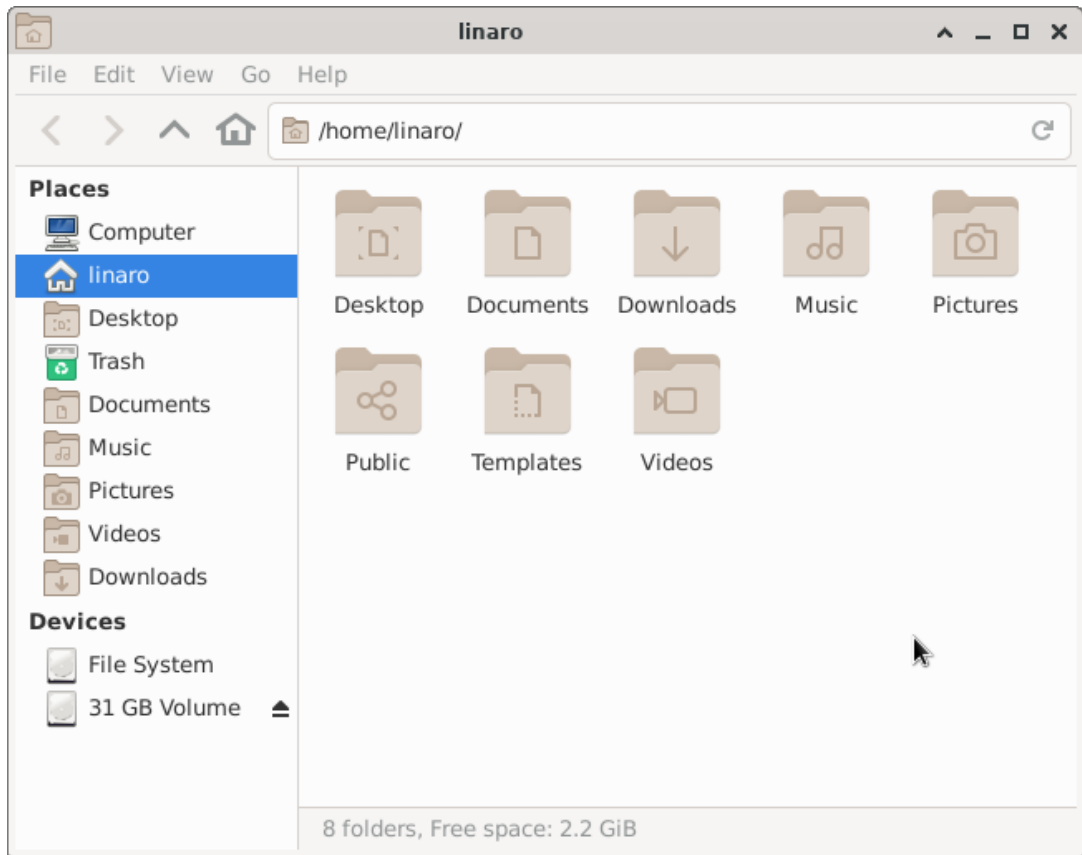 linaro
File Edit View Go Help
/home/linaro/
Places
Computer
linaro
Desktop
Trash
Documents
Music
Pictures
Videos
Downloads
Devices
File System
31 GB Volume
Desktop Documents Downloads Music Pictures
Public Templates Videos
8 folders, Free space: 2.2 GiB